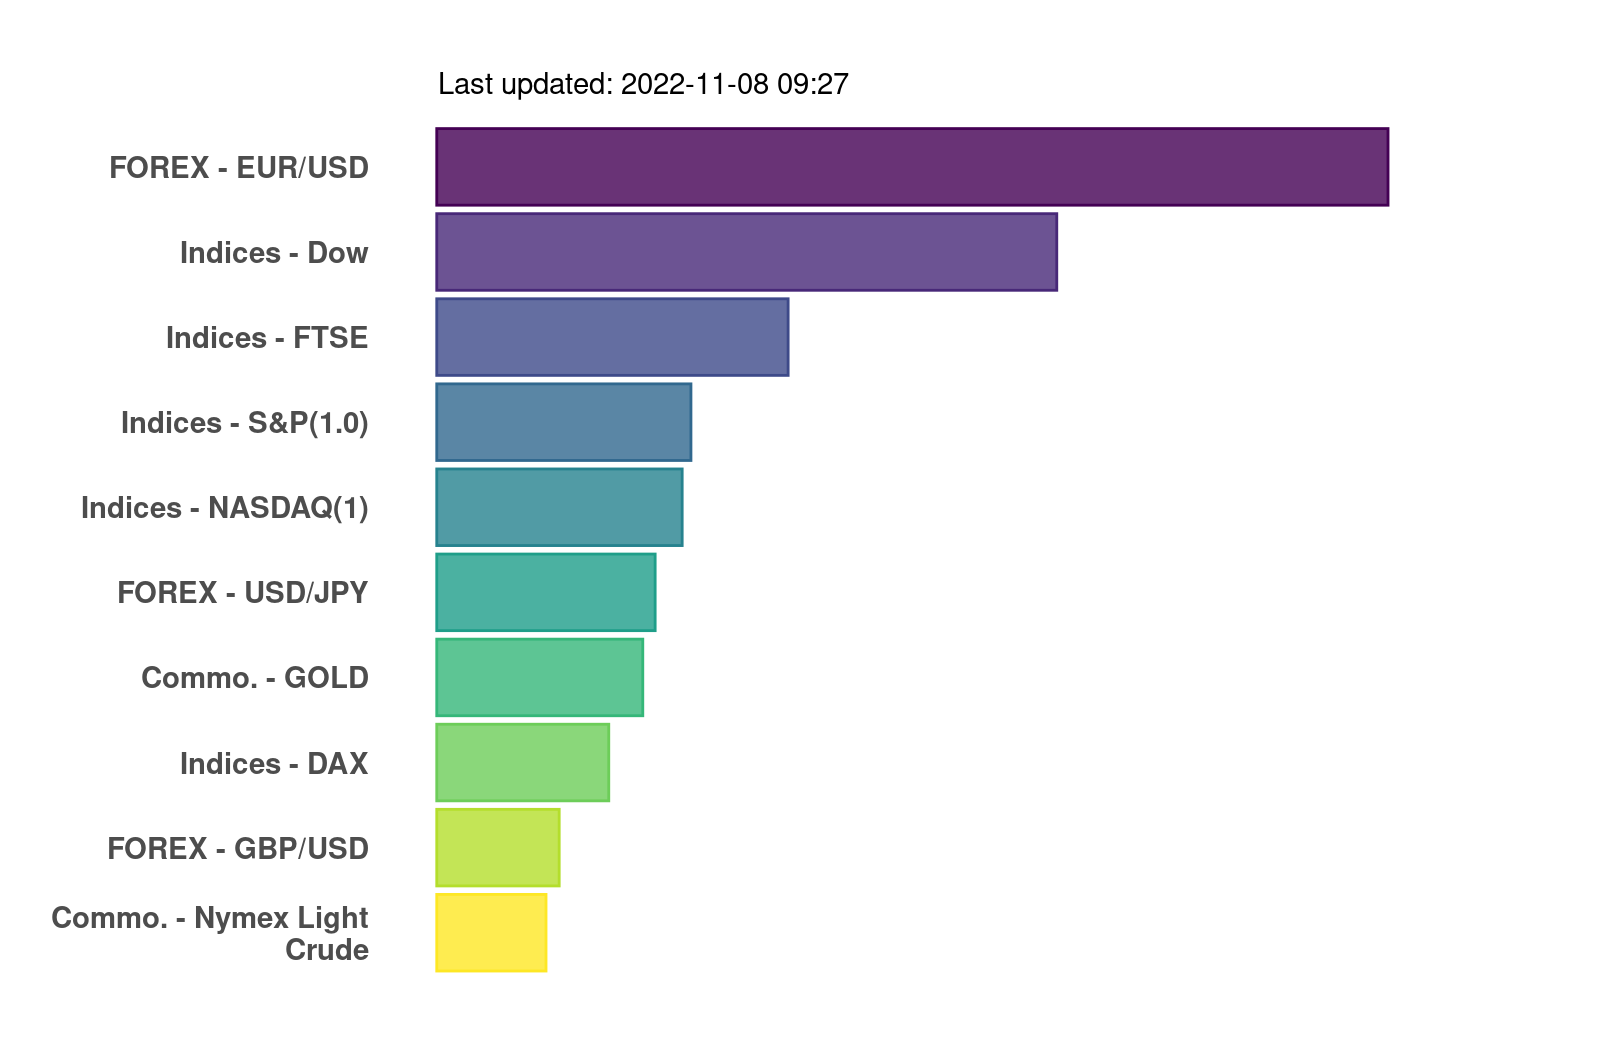 Last updated: 2022-11-08 09:27
FOREX - EUR/USD
Indices - Dow
Indices - FTSE
Indices - S&P(1.0)
Indices - NASDAQ(1)
FOREX - USD/JPY
Commo. - GOLD
Indices - DAX
FOREX - GBP/USD
Commo. - Nymex Light
Crude